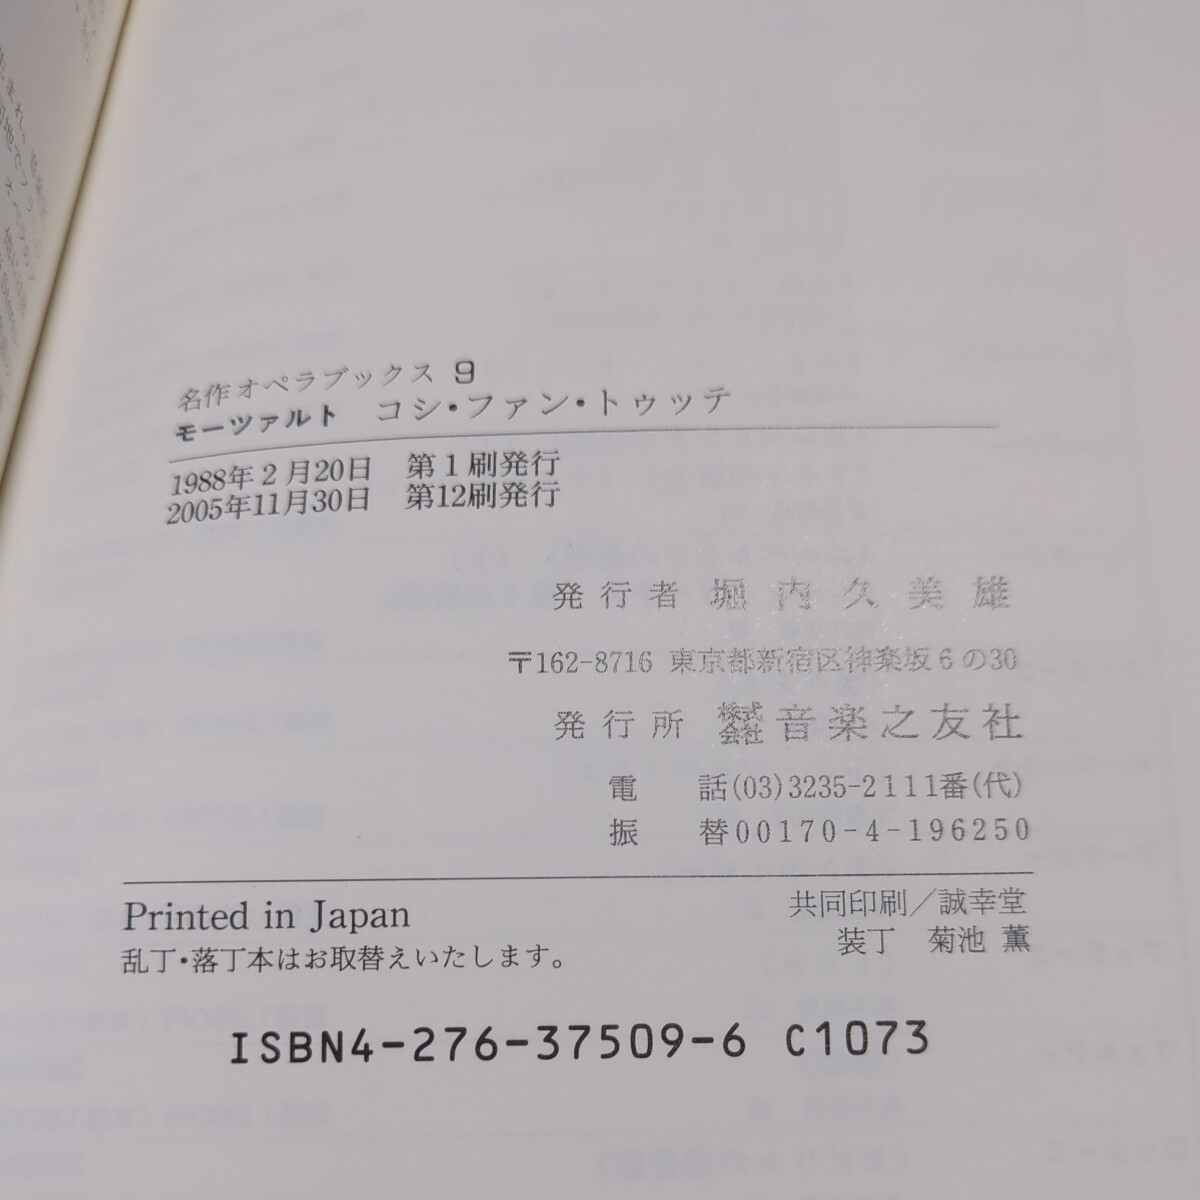 名作オペラブックス 9
モーツァルト コシ・ファン・トゥッテ
1988年2月20日 第1刷発行
2005年11月30日 第12刷発行
発行者 堀内久美雄
〒162-8716 東京都新宿区神楽坂6の30
発行所 株式会社 音楽之友社
電 話(03)3235-2111番(代)
振 替00170-4-196250
Printed in Japan
共同印刷／誠幸堂
乱丁・落丁本はお取替えいたします。
装丁 菊池 薫
ISBN4-276-37509-6 C1073